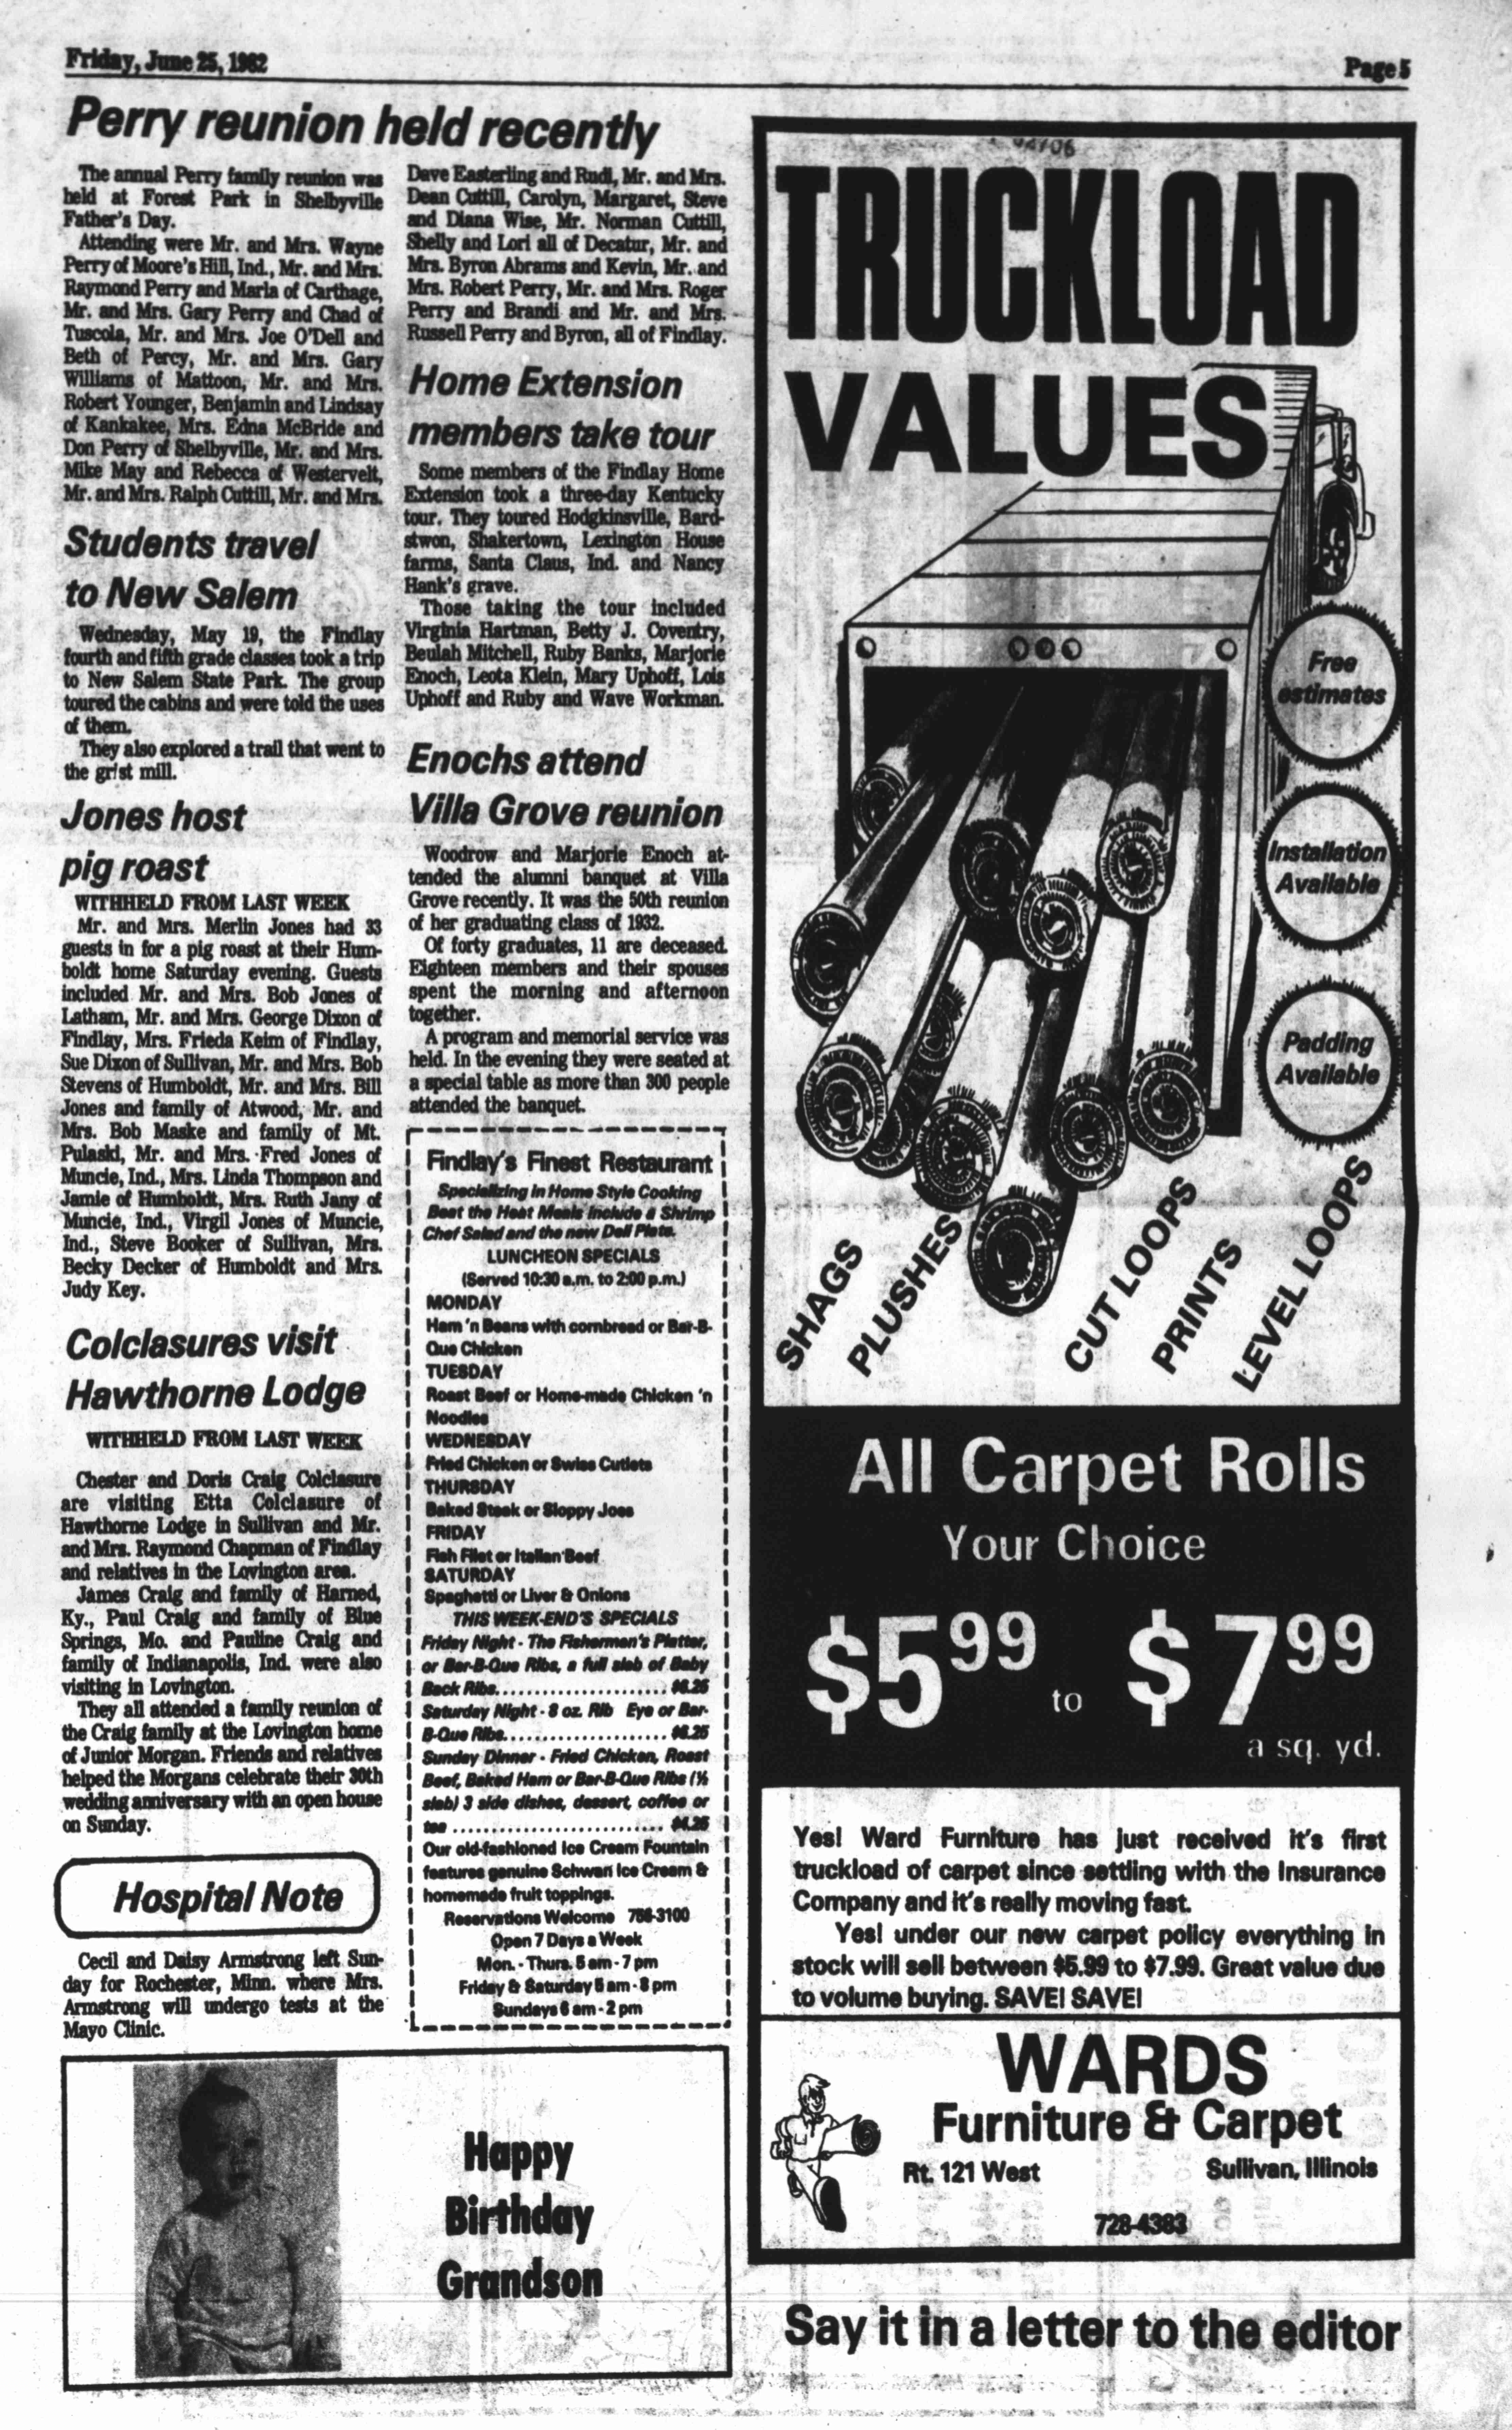 Friday, June 25, 1982
Page 5
Perry reunion held recently
The annual Perry family reunion was
held at Forest Park in Shelbyville
Father's Day.
Attending were Mr. and Mrs. Wayne
Perry of Moore's Hill, Ind., Mr. and Mrs.
Raymond Perry and Marla of Carthage,
Mr. and Mrs. Gary Perry and Chad of
Tuscola, Mr. and Mrs. Joe O'Dell and
Beth of Percy, Mr. and Mrs. Gary
Williams of Mattoon, Mr. and Mrs.
Robert Younger, Benjamin and Lindsay
of Kankakee, Mrs. Edna McBride and
Don Perry of Shelbyville, Mr. and Mrs.
Mike May and Rebecca of Westervelt,
Mr. and Mrs. Ralph Cuttill, Mr. and Mrs.
Dave Easterling and Rudi, Mr. and Mrs.
Dean Cuttill, Carolyn, Margaret, Steve
and Diana Wise, Mr. Norman Cuttill,
Shelly and Lori all of Decatur, Mr. and
Mrs. Byron Abrams and Kevin, Mr. and
Mrs. Robert Perry, Mr. and Mrs. Roger
Perry and Brandi and Mr. and Mrs.
Russell Perry and Byron, all of Findlay.
Students travel
to New Salem
Wednesday, May 19, the Findlay
fourth and fifth grade classes took a trip
to New Salem State Park. The group
toured the cabins and were told the uses
of them.
They also explored a trail that went to
the grist mill.
Jones host
pig roast
WITHHELD FROM LAST WEEK
Mr. and Mrs. Merlin Jones had 33
guests in for a pig roast at their Hum-
boldt home Saturday evening. Guests
included Mr. and Mrs. Bob Jones of
Latham, Mr. and Mrs. George Dixon of
Findlay, Mrs. Frieda Keim of Findlay,
Sue Dixon of Sullivan, Mr. and Mrs. Bob
Stevens of Humboldt, Mr. and Mrs. Bill
Jones and family of Atwood, Mr. and
Mrs. Bob Maske and family of Mt.
Pulaski, Mr. and Mrs. Fred Jones of
Muncie, Ind., Mrs. Linda Thompson and
Jamie of Humboldt, Mrs. Ruth Jany of
Muncie, Ind., Virgil Jones of Muncie,
Ind., Steve Booker of Sullivan, Mrs.
Becky Decker of Humboldt and Mrs.
Judy Key.
Colclasures visit
Hawthorne Lodge
WITHHELD FROM LAST WEEK
Chester and Doris Craig Colclasure
are visiting Etta Colclasure of
Hawthorne Lodge in Sullivan and Mr.
and Mrs. Raymond Chapman of Findlay
and relatives in the Lovington area.
James Craig and family of Harned,
Ky., Paul Craig and family of Blue
Springs, Mo. and Pauline Craig and
family of Indianapolis, Ind. were also
visiting in Lovington.
They all attended a family reunion of
the Craig family at the Lovington home
of Junior Morgan. Friends and relatives
helped the Morgans celebrate their 30th
wedding anniversary with an open house
on Sunday.
Hospital Note
Cecil and Daisy Armstrong left Sun-
day for Rochester, Minn. where Mrs.
Armstrong will undergo tests at the
Mayo Clinic.
Home Extension
members take tour
Some members of the Findlay Home
Extension took a three-day Kentucky
tour. They toured Hodgkinsville, Bard-
stwon, Shakertown, Lexington House
farms, Santa Claus, Ind. and Nancy
Hank's grave.
Those taking the tour included
Virginia Hartman, Betty J. Coventry,
Beulah Mitchell, Ruby Banks, Marjorie
Enoch, Leota Klein, Mary Uphoff, Lois
Uphoff and Ruby and Wave Workman.
Enochs attend
Villa Grove reunion
Woodrow and Marjorie Enoch at-
tended the alumni banquet at Villa
Grove recently. It was the 50th reunion
of her graduating class of 1932.
Of forty graduates, 11 are deceased.
Eighteen members and their spouses
spent the morning and afternoon
together.
A program and memorial service was
held. In the evening they were seated at
a special table as more than 300 people
attended the banquet.
Findlay's Finest Restaurant
Specializing in Home Style Cooking
Beat the Heat Meals include a Shrimp
Chef Salad and the new Deli Plate.
LUNCHEON SPECIALS
(Served 10:30 a.m. to 2:00 p.m.)
MONDAY
Ham 'n Beans with cornbread or Bar-B-
Que Chicken
TUESDAY
Roast Beef or Home-made Chicken 'n
Noodles
WEDNESDAY
Fried Chicken or Swiss Cutlets
THURSDAY
Baked Steak or Sloppy Joes
FRIDAY
Fish Filet or Italian Beef
SATURDAY
Spaghetti or Liver & Onions
THIS WEEK-END'S SPECIALS
Friday Night - The Fishermen's Platter,
or Bar-B-Que Ribs, a full slab of Baby
Back Ribs........................ $6.25
Saturday Night - 8 oz. Rib Eye or Bar-
B-Que Ribs....................... $6.25
Sunday Dinner - Fried Chicken, Roast
Beef, Baked Ham or Bar-B-Que Ribs (½
slab) 3 side dishes, dessert, coffee or
tea ............................. $4.25
Our old-fashioned Ice Cream Fountain
features genuine Schwan Ice Cream &
homemade fruit toppings.
Reservations Welcome 756-3100
Open 7 Days a Week
Mon. - Thurs. 5 am - 7 pm
Friday & Saturday 5 am - 8 pm
Sundays 6 am - 2 pm
Happy
Birthday
Grandson
TRUCKLOAD
VALUES
Free
estimates
Installation
Available
Padding
Available
SHAGS
PLUSHES
CUT LOOPS
PRINTS
LEVEL LOOPS
All Carpet Rolls
Your Choice
$5.99 to $7.99
a sq. yd.
Yes! Ward Furniture has just received it's first
truckload of carpet since settling with the Insurance
Company and it's really moving fast.
Yes! under our new carpet policy everything in
stock will sell between $5.99 to $7.99. Great value due
to volume buying. SAVE! SAVE!
WARDS
Furniture & Carpet
Rt. 121 West
Sullivan, Illinois
728-4383
Say it in a letter to the editor